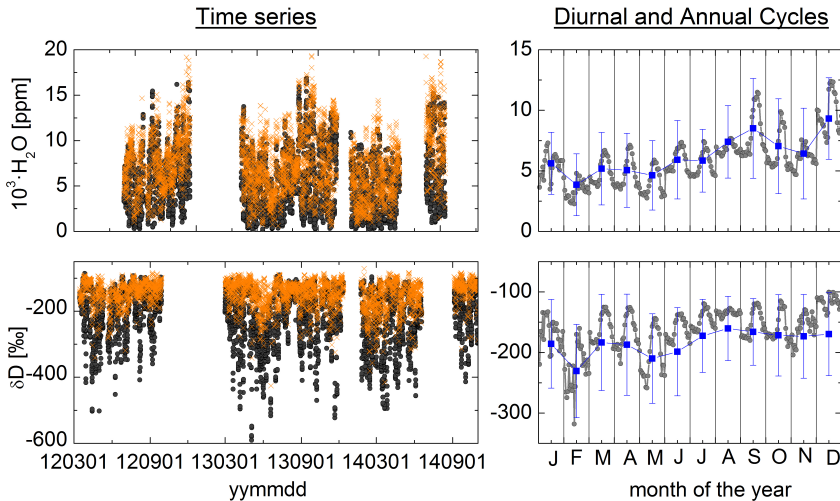 Time series
Diurnal and Annual Cycles
20
15
10
5
0
10³·H₂O [ppm]
15
10
5
0
-200
-400
-600
δD [‰]
-100
-200
-300
120301 120901 130301 130901 140301 140901
yymmdd
J F M A M J J A S O N D
month of the year